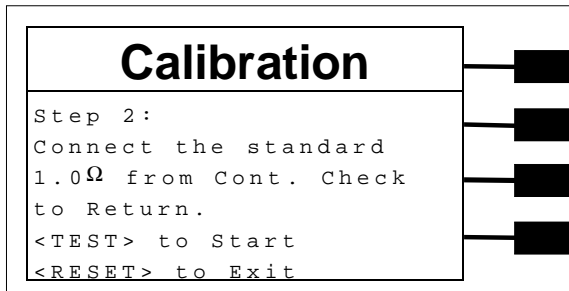 Calibration
Step 2:
Connect the standard
1.0Ω from Cont. Check
to Return.
<TEST> to Start
<RESET> to Exit